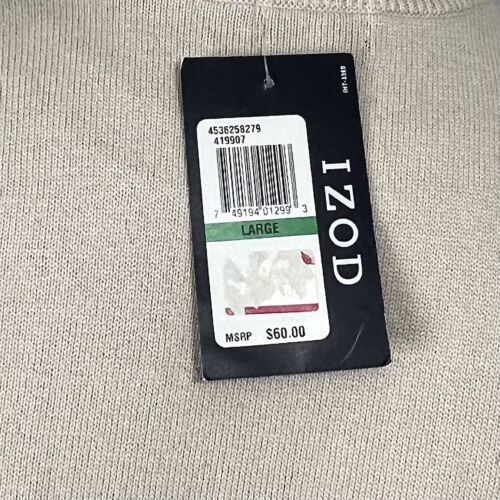 4536258279
419907
7 49194 01299 3
LARGE
MSRP $60.00
IZOD